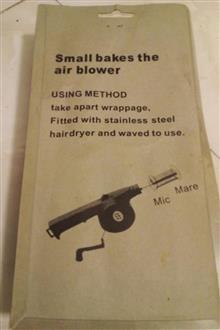 Small bakes the
air blower
USING METHOD
take apart wrappage,
Fitted with stainless steel
hairdryer and waved to use.
Mic Mare